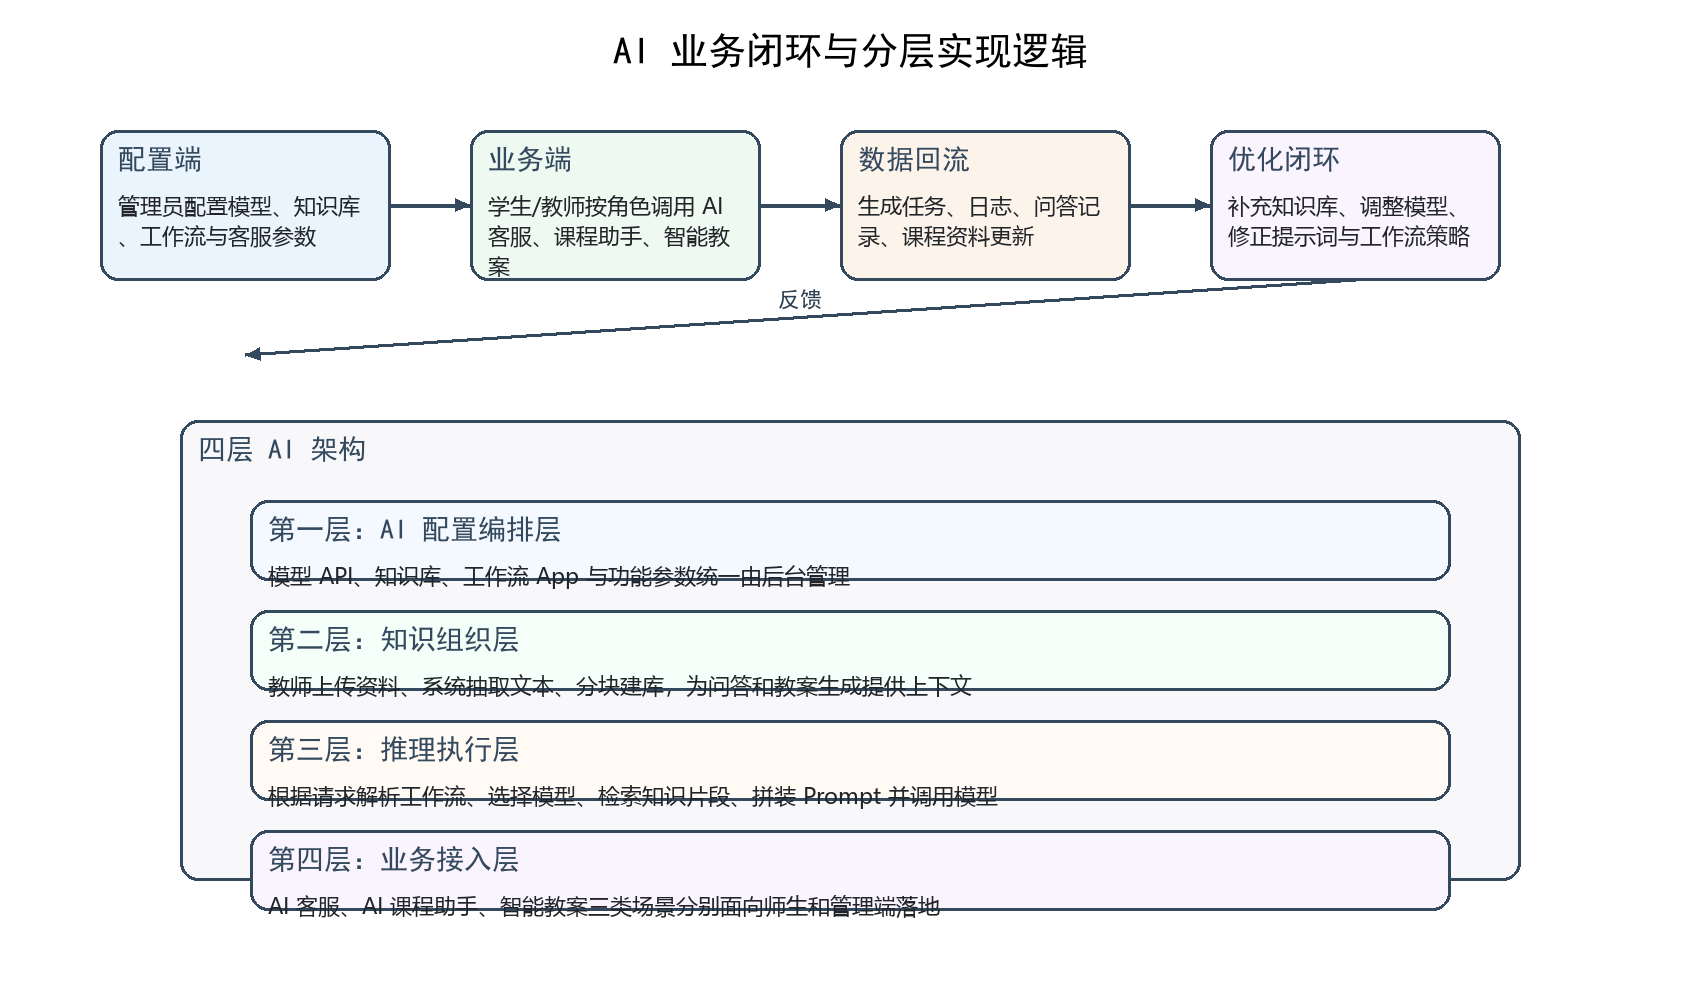 AI 业务闭环与分层实现逻辑
配置端
管理员配置模型、知识库
、工作流与客服参数
业务端
学生/教师按角色调用 AI
客服、课程助手、智能教
案
数据回流
生成任务、日志、问答记
录、课程资料更新
优化闭环
补充知识库、调整模型、
修正提示词与工作流策略
反馈
四层 AI 架构
第一层: AI 配置编排层
模型 API、知识库、工作流 App 与功能参数统一由后台管理
第二层: 知识组织层
教师上传资料、系统抽取文本、分块建库，为问答和教案生成提供上下文
第三层: 推理执行层
根据请求解析工作流、选择模型、检索知识片段、拼装 Prompt 并调用模型
第四层: 业务接入层
AI 客服、AI 课程助手、智能教案三类场景分别面向师生和管理端落地